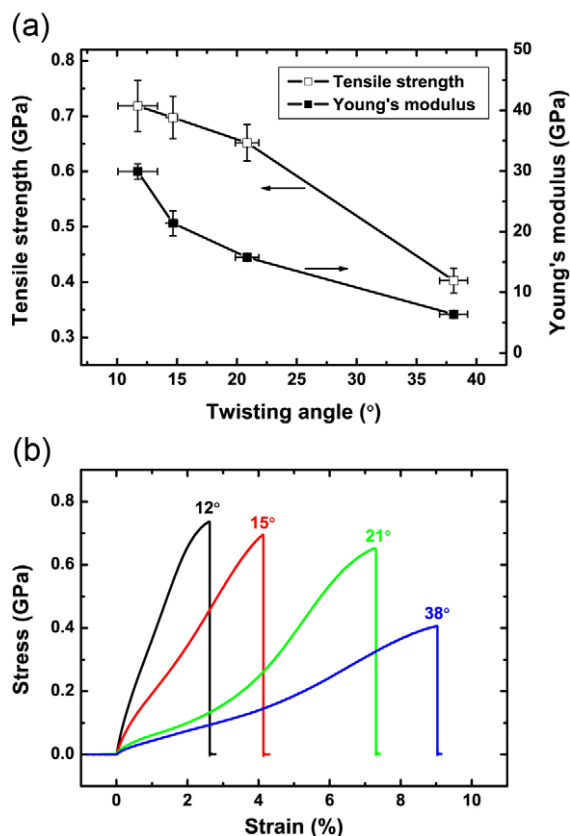 (a)
0.8
0.7
0.6
0.5
0.4
0.3
Tensile strength (GPa)
Tensile strength
Young's modulus
50
40
30
20
10
0
Young's modulus (GPa)
10 15 20 25 30 35 40
Twisting angle (°)
(b)
0.8
0.6
0.4
0.2
0.0
Stress (GPa)
12°
15°
21°
38°
0 2 4 6 8 10
Strain (%)